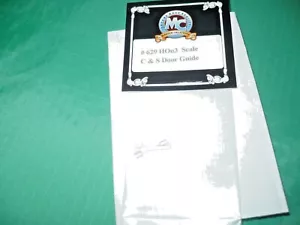 MC
# 629 HOn3 Scale
C & S Door Guide